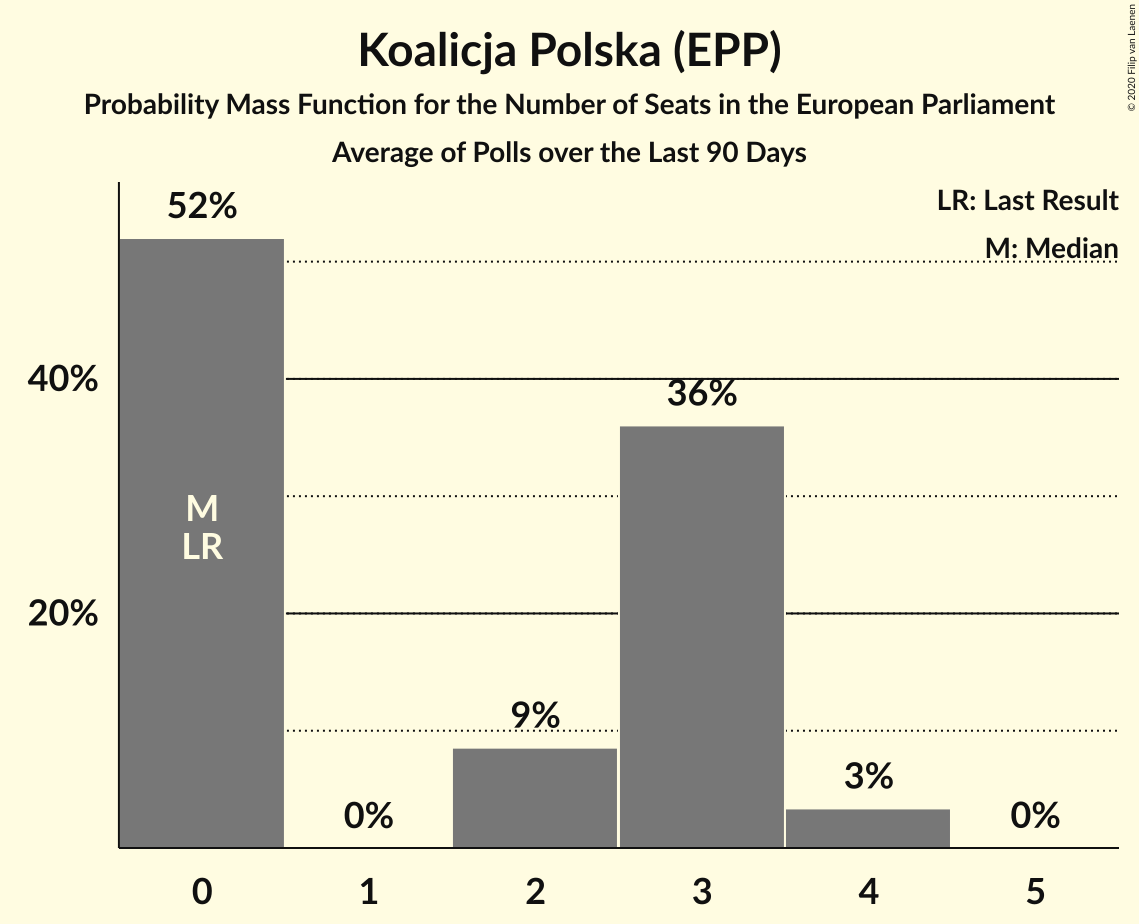 Koalicja Polska (EPP)
Probability Mass Function for the Number of Seats in the European Parliament
Average of Polls over the Last 90 Days
© 2020 Filip van Laenen
LR: Last Result
M: Median
52%
40%
36%
M
LR
20%
9%
3%
0%
0%
0 1 2 3 4 5